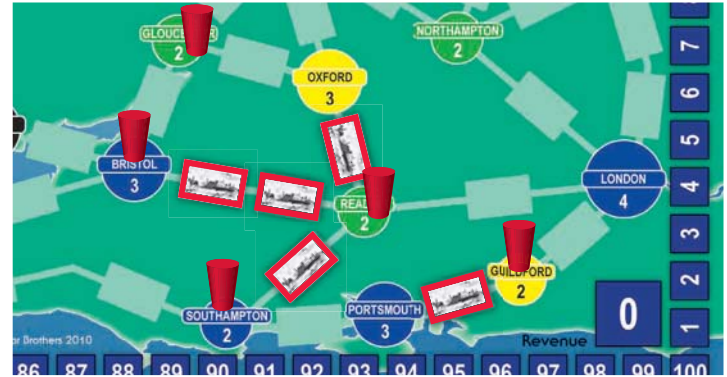 NORTHAMPTON
2
2
OXFORD
3
BRISTOL
3
LONDON
4
2
GUILDFORD
2
SOUTHAMPTON
2
PORTSMOUTH
3
7
6
5
4
3
2
1
0
Brothers 2010
Revenue
86 87 88 89 90 91 92 93 94 95 96 97 98 99 100